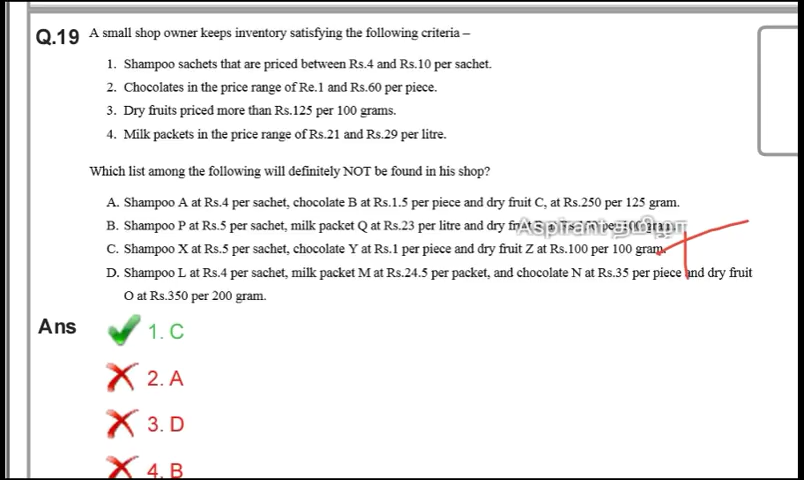 Q.19 A small shop owner keeps inventory satisfying the following criteria –
1. Shampoo sachets that are priced between Rs.4 and Rs.10 per sachet.
2. Chocolates in the price range of Re.1 and Rs.60 per piece.
3. Dry fruits priced more than Rs.125 per 100 grams.
4. Milk packets in the price range of Rs.21 and Rs.29 per litre.
Which list among the following will definitely NOT be found in his shop?
A. Shampoo A at Rs.4 per sachet, chocolate B at Rs.1.5 per piece and dry fruit C, at Rs.250 per 125 gram.
B. Shampoo P at Rs.5 per sachet, milk packet Q at Rs.23 per litre and dry
Aspirant
C. Shampoo X at Rs.5 per sachet, chocolate Y at Rs.1 per piece and dry fruit Z at Rs.100 per 100 gram.
D. Shampoo L at Rs.4 per sachet, milk packet M at Rs.24.5 per packet, and chocolate N at Rs.35 per piece and dry fruit
O at Rs.350 per 200 gram.
Ans 1. C
2. A
3. D
4. B